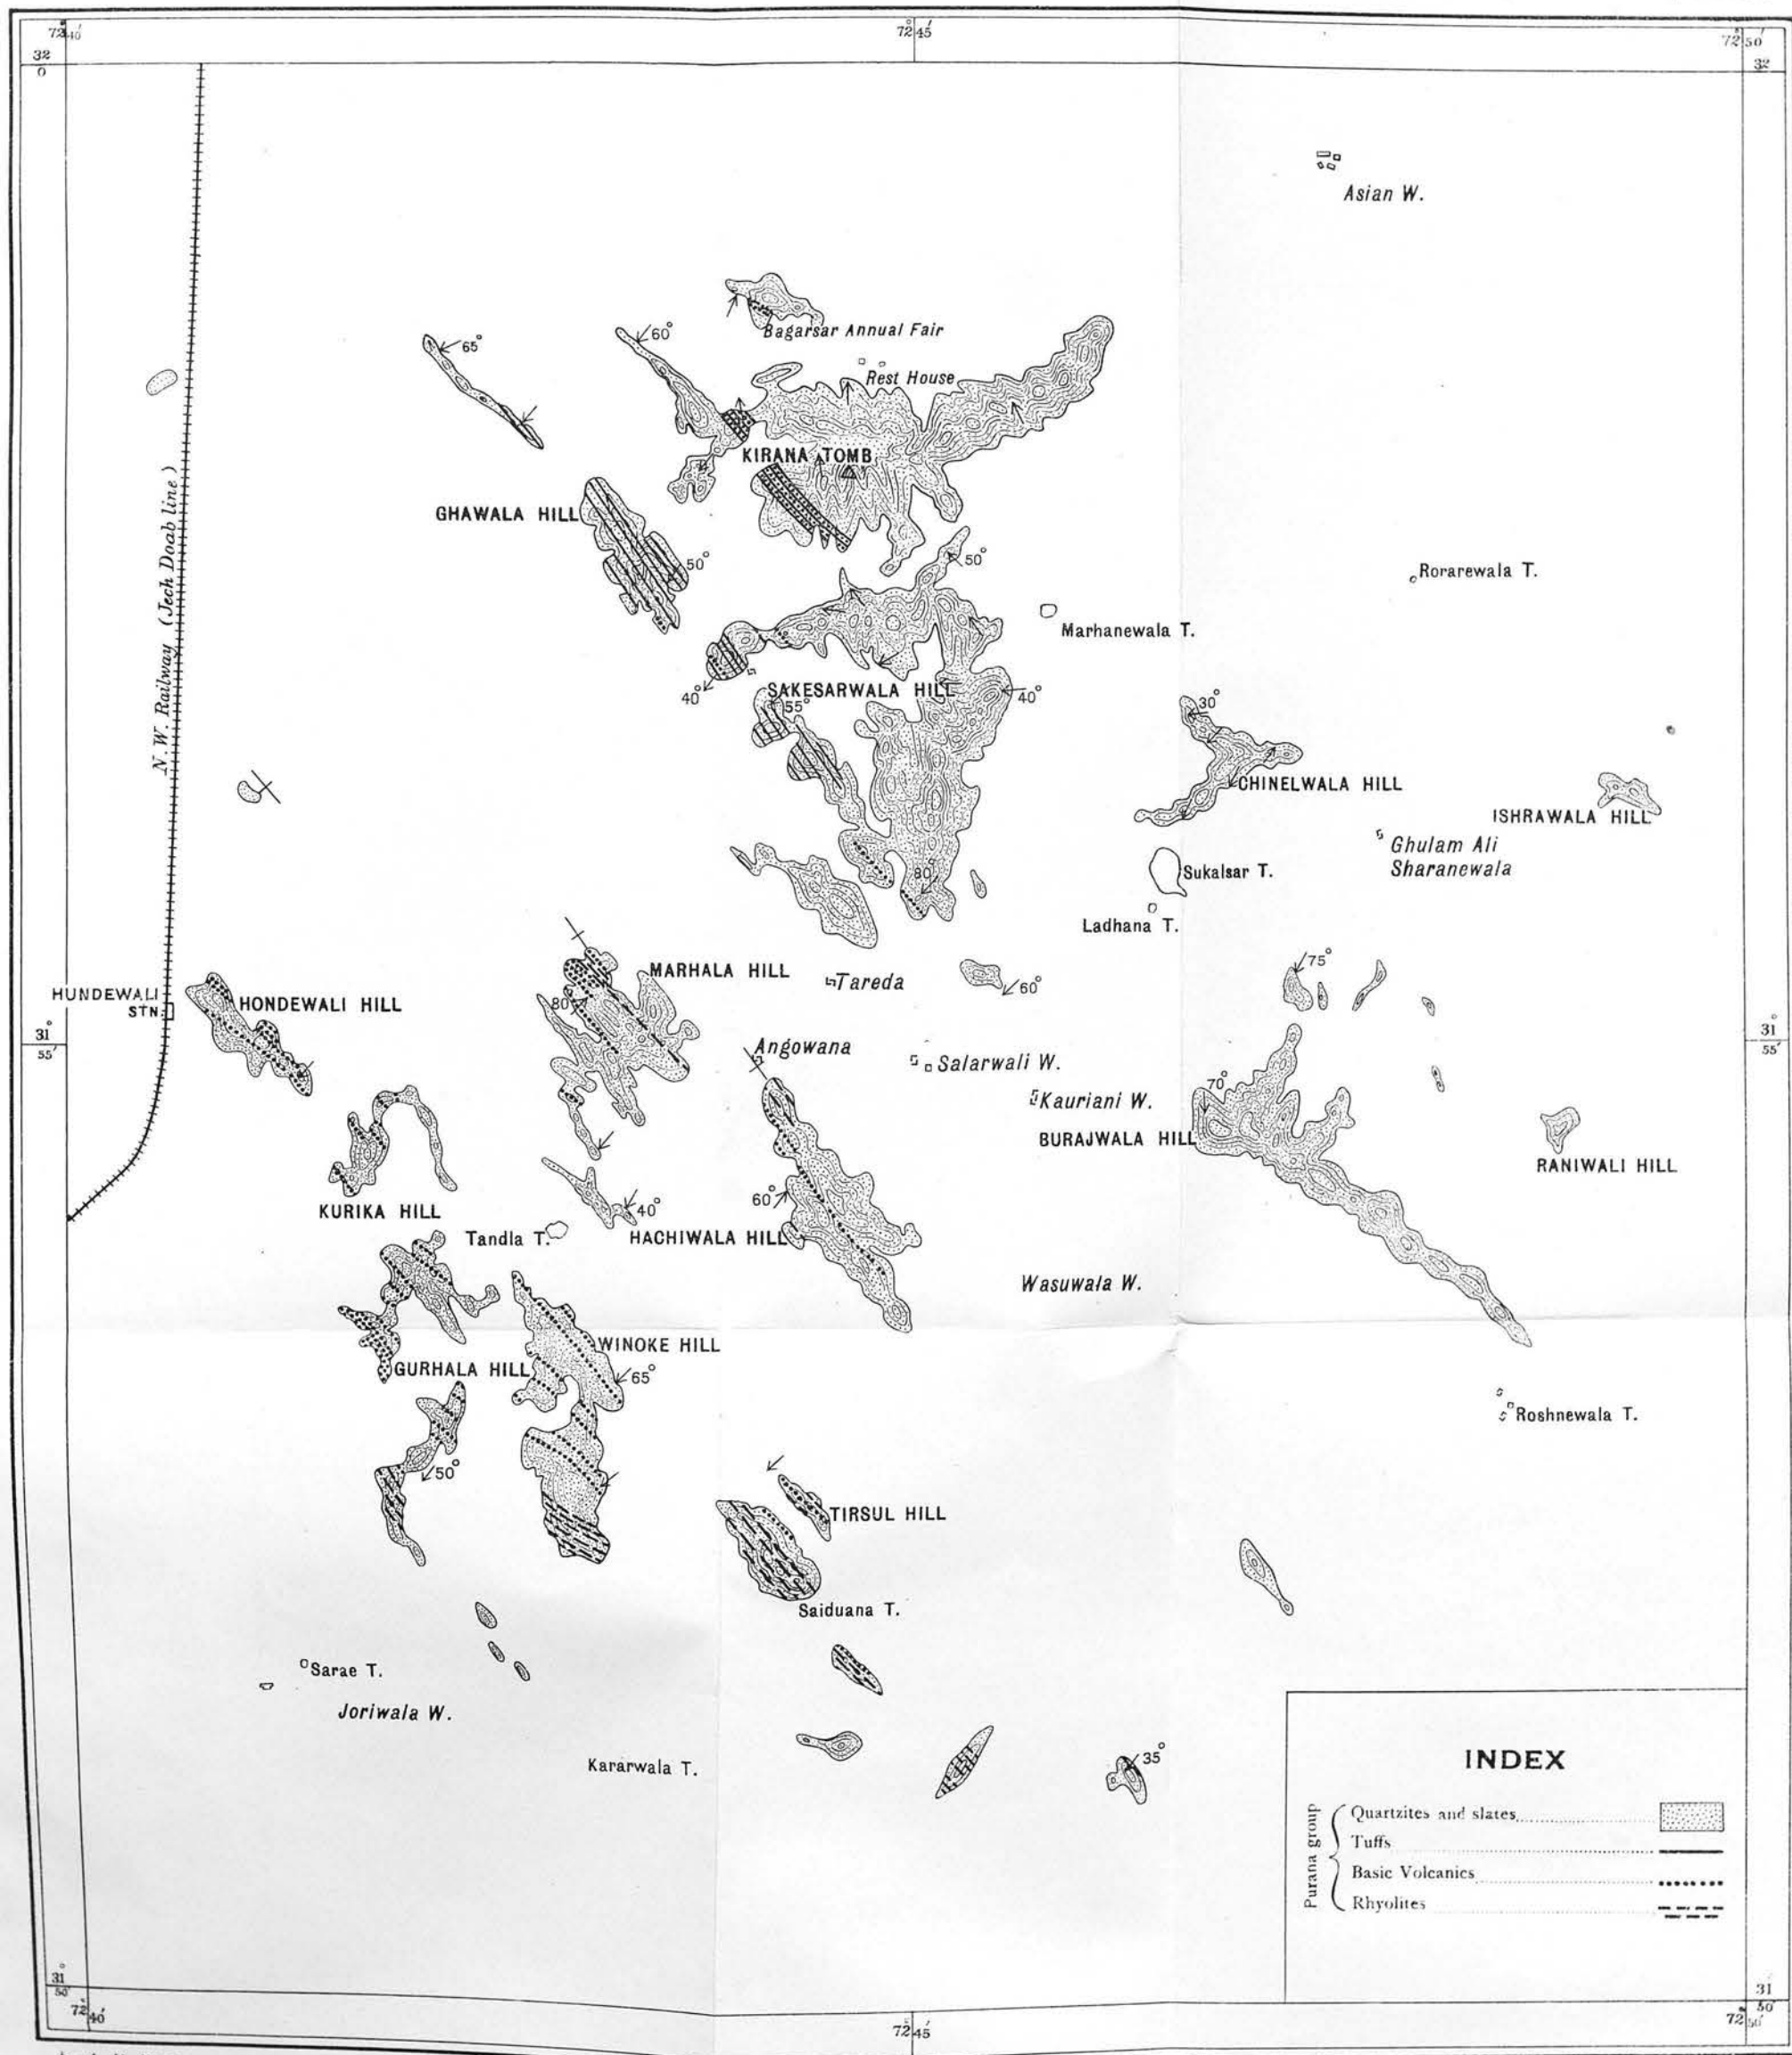 72°40'
72°45'
72°50'
32
0
32
Asian W.
Bagarsar Annual Fair
60°
65°
Rest House
KIRANA TOMB
GHAWALA HILL
N.W. Railway (Jech Doab line)
50°
50°
Rorarewala T.
Marhanewala T.
SAKESARWALA HILL
40°
40°
55°
30°
CHINELWALA HILL
ISHRAWALA HILL
Ghulam Ali
Sharanewala
80°
Sukalsar T.
Ladhana T.
MARHALA HILL
Tareda
60°
75°
HUNDEWALI
STN.
HONDEWALI HILL
80
31
55'
31°
55'
Angowana
Salarwali W.
Kauriani W.
70°
BURAJWALA HILL
RANIWALI HILL
KURIKA HILL
40°
60°
Tandla T.
HACHIWALA HILL
Wasuwala W.
WINOKE HILL
GURHALA HILL
65°
Roshnewala T.
50°
TIRSUL HILL
Saiduana T.
Sarae T.
Joriwala W.
Kararwala T.
35°
INDEX
Purana group
Quartzites and slates
Tuffs
Basic Volcanics
Rhyolites
31°
50'
31
50'
72°40'
72°45'
72°50'